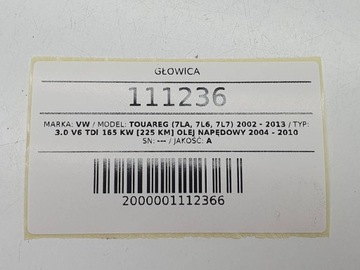 GŁOWICA
111236
MARKA: VW / MODEL: TOUAREG (7LA, 7L6, 7L7) 2002 - 2013 / TYP:
3.0 V6 TDI 165 KW [225 KM] OLEJ NAPĘDOWY 2004 - 2010
SN: --- / JAKOŚĆ: A
2000001112366